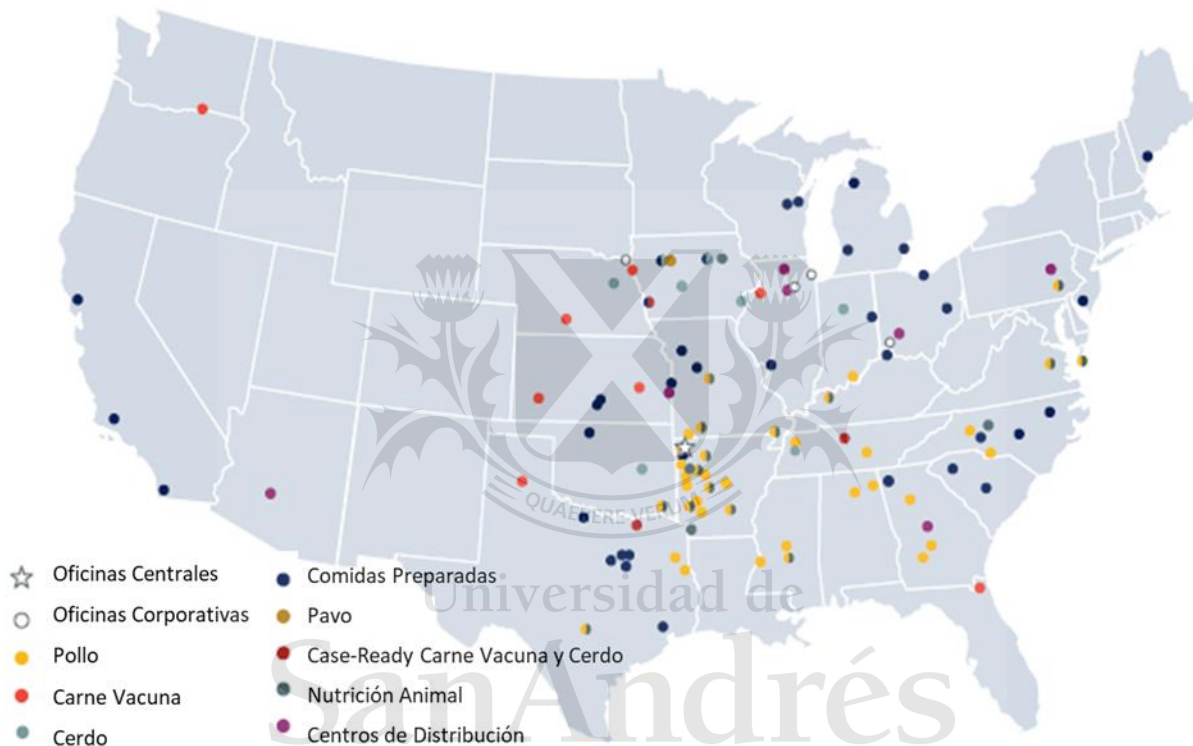 QUAERERE VERUM
Universidad de
SanAndrés
Oficinas Centrales
Oficinas Corporativas
Pollo
Carne Vacuna
Cerdo
Comidas Preparadas
Pavo
Case-Ready Carne Vacuna y Cerdo
Nutrición Animal
Centros de Distribución